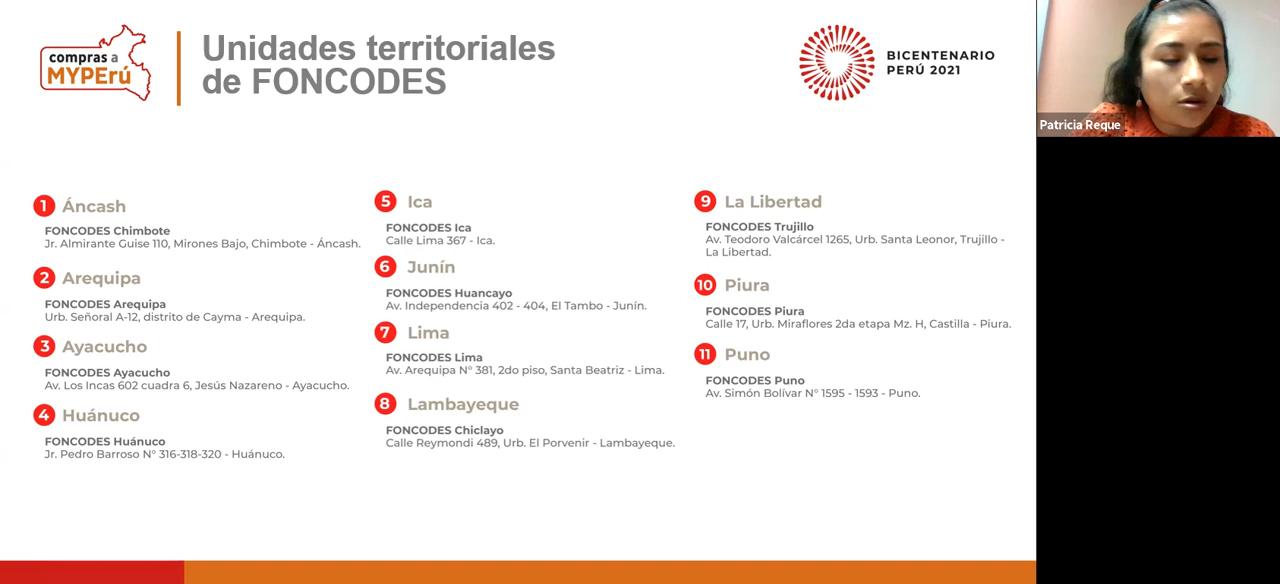 compras a
MYPErú
Unidades territoriales
de FONCODES
BICENTENARIO
PERÚ 2021
Patricia Reque
1 Áncash
FONCODES Chimbote
Jr. Almirante Guise 110, Mirones Bajo, Chimbote - Áncash.
2 Arequipa
FONCODES Arequipa
Urb. Señoral A-12, distrito de Cayma - Arequipa.
3 Ayacucho
FONCODES Ayacucho
Av. Los Incas 602 cuadra 6, Jesús Nazareno - Ayacucho.
4 Huánuco
FONCODES Huánuco
Jr. Pedro Barroso N° 316-318-320 - Huánuco.
5 Ica
FONCODES Ica
Calle Lima 367 - Ica.
6 Junín
FONCODES Huancayo
Av. Independencia 402 - 404, El Tambo - Junín.
7 Lima
FONCODES Lima
Av. Arequipa N° 381, 2do piso, Santa Beatriz - Lima.
8 Lambayeque
FONCODES Chiclayo
Calle Reymondi 489, Urb. El Porvenir - Lambayeque.
9 La Libertad
FONCODES Trujillo
Av. Teodoro Valcárcel 1265, Urb. Santa Leonor, Trujillo -
La Libertad.
10 Piura
FONCODES Piura
Calle 17, Urb. Miraflores 2da etapa Mz. H, Castilla - Piura.
11 Puno
FONCODES Puno
Av. Simón Bolívar N° 1595 - 1593 - Puno.